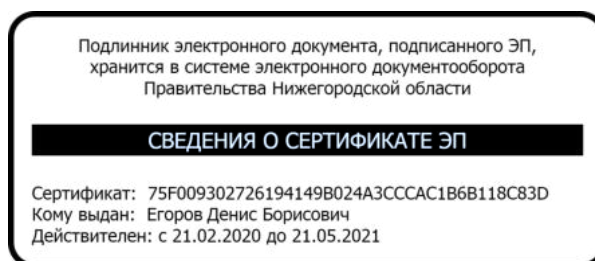 Подлинник электронного документа, подписанного ЭП,
хранится в системе электронного документооборота
Правительства Нижегородской области
СВЕДЕНИЯ О СЕРТИФИКАТЕ ЭП
Сертификат: 75F009302726194149B024A3CCCAC1B6B118C83D
Кому выдан: Егоров Денис Борисович
Действителен: с 21.02.2020 до 21.05.2021